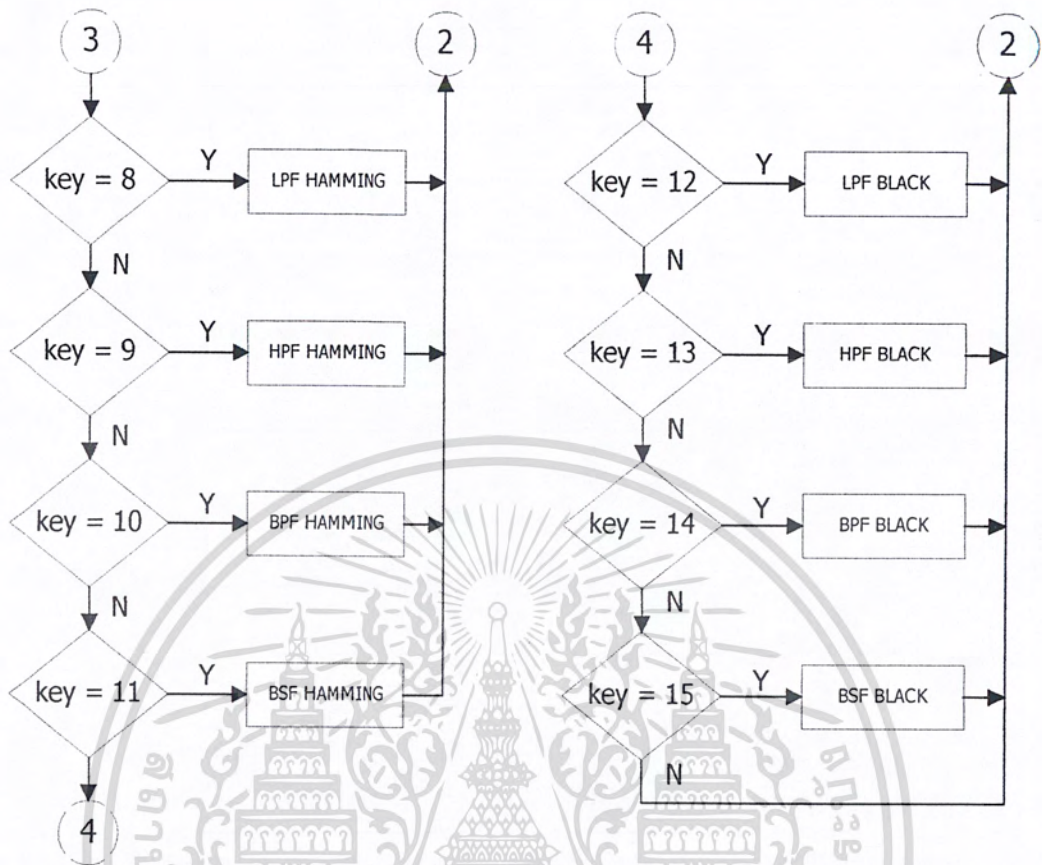 3
2
key = 8
Y
LPF HAMMING
N
key = 9
Y
HPF HAMMING
N
key = 10
Y
BPF HAMMING
N
key = 11
Y
BSF HAMMING
4
4
2
key = 12
Y
LPF BLACK
N
key = 13
Y
HPF BLACK
N
key = 14
Y
BPF BLACK
N
key = 15
Y
BSF BLACK
N